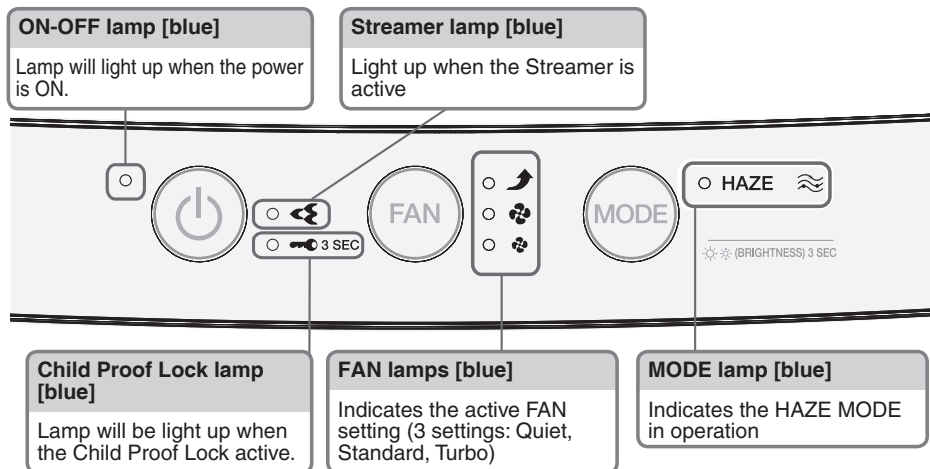 ON-OFF lamp [blue]
Lamp will light up when the power
is ON.
Streamer lamp [blue]
Light up when the Streamer is
active
3 SEC
FAN
MODE
HAZE
(BRIGHTNESS) 3 SEC
Child Proof Lock lamp
[blue]
Lamp will be light up when
the Child Proof Lock active.
FAN lamps [blue]
Indicates the active FAN
setting (3 settings: Quiet,
Standard, Turbo)
MODE lamp [blue]
Indicates the HAZE MODE
in operation